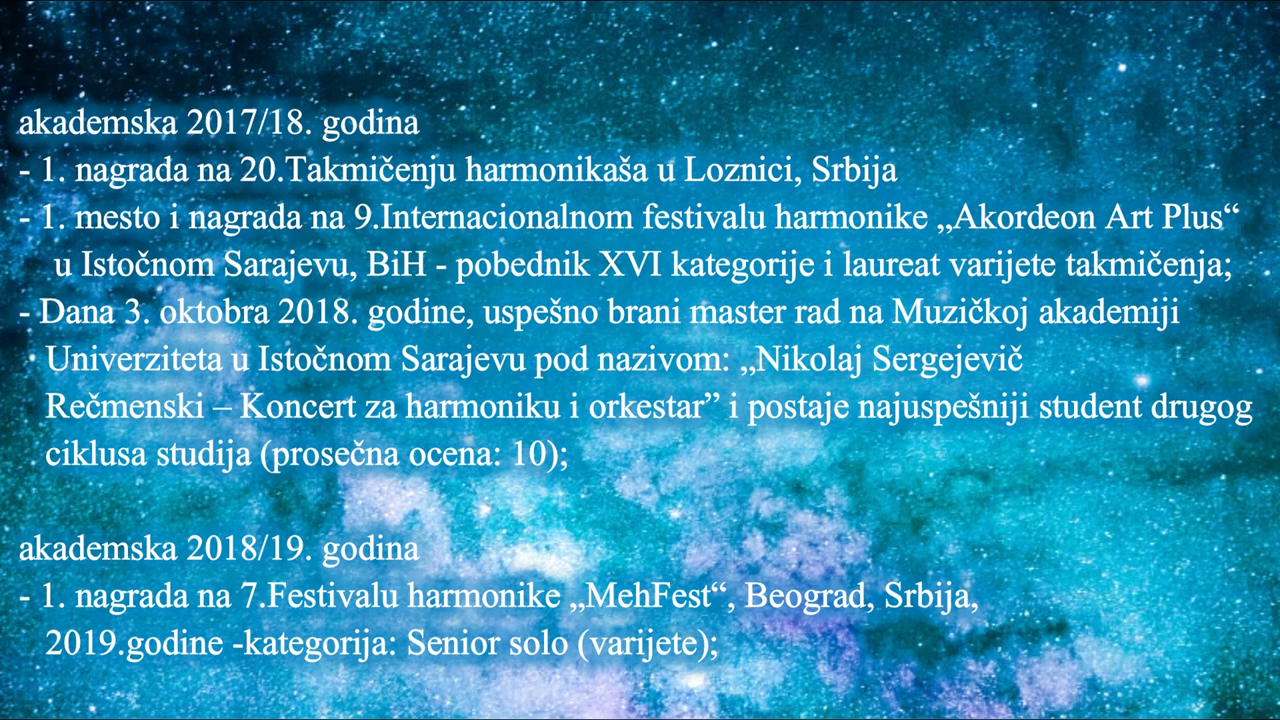 akademska 2017/18. godina
- 1. nagrada na 20.Takmičenju harmonikaša u Loznici, Srbija
- 1. mesto i nagrada na 9.Internacionalnom festivalu harmonike „Akordeon Art Plus“
u Istočnom Sarajevu, BiH - pobednik XVI kategorije i laureat varijete takmičenja;
- Dana 3. oktobra 2018. godine, uspešno brani master rad na Muzičkoj akademiji
Univerziteta u Istočnom Sarajevu pod nazivom: „Nikolaj Sergejevič
Rečmenski – Koncert za harmoniku i orkestar” i postaje najuspešniji student drugog
ciklusa studija (prosečna ocena: 10);
akademska 2018/19. godina
- 1. nagrada na 7.Festivalu harmonike „MehFest“, Beograd, Srbija,
2019.godine -kategorija: Senior solo (varijete);